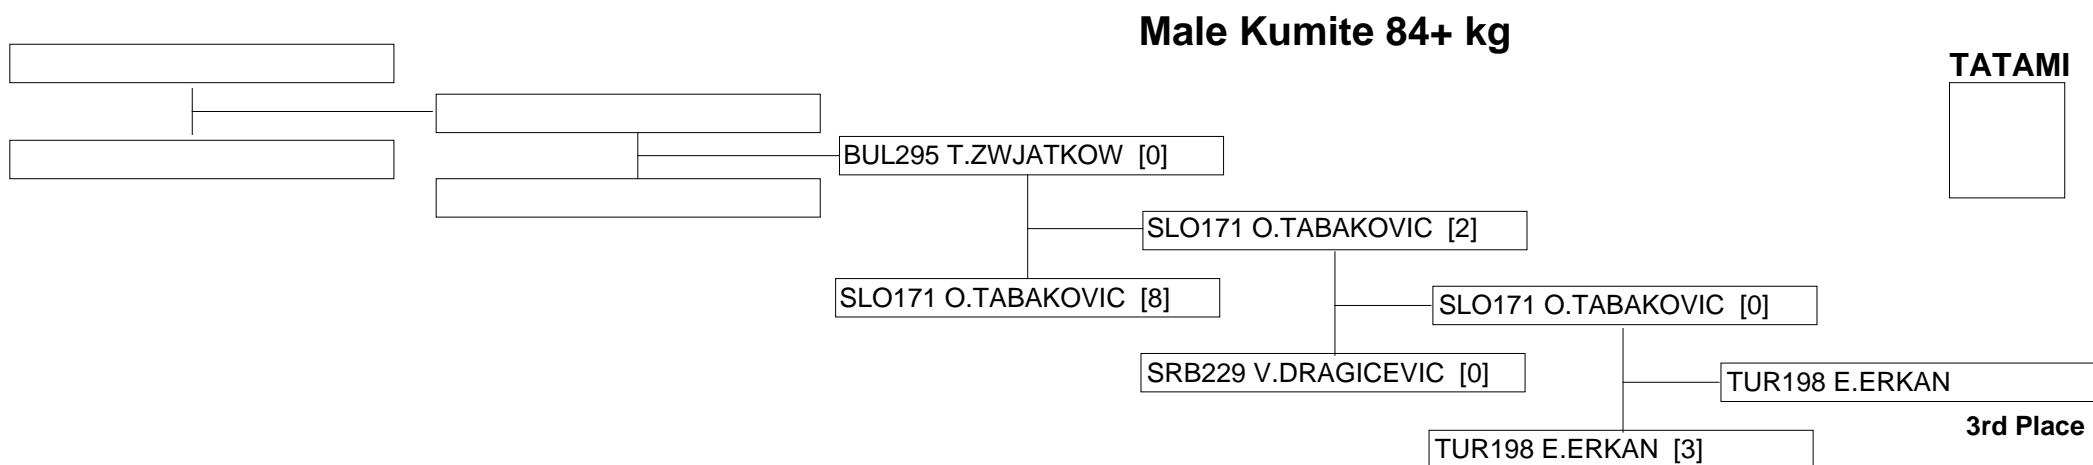 Male Kumite 84+ kg
TATAMI
BUL295 T.ZWJATKOW [0]
SLO171 O.TABAKOVIC [2]
SLO171 O.TABAKOVIC [8]
SLO171 O.TABAKOVIC [0]
SRB229 V.DRAGICEVIC [0]
TUR198 E.ERKAN
3rd Place
TUR198 E.ERKAN [3]